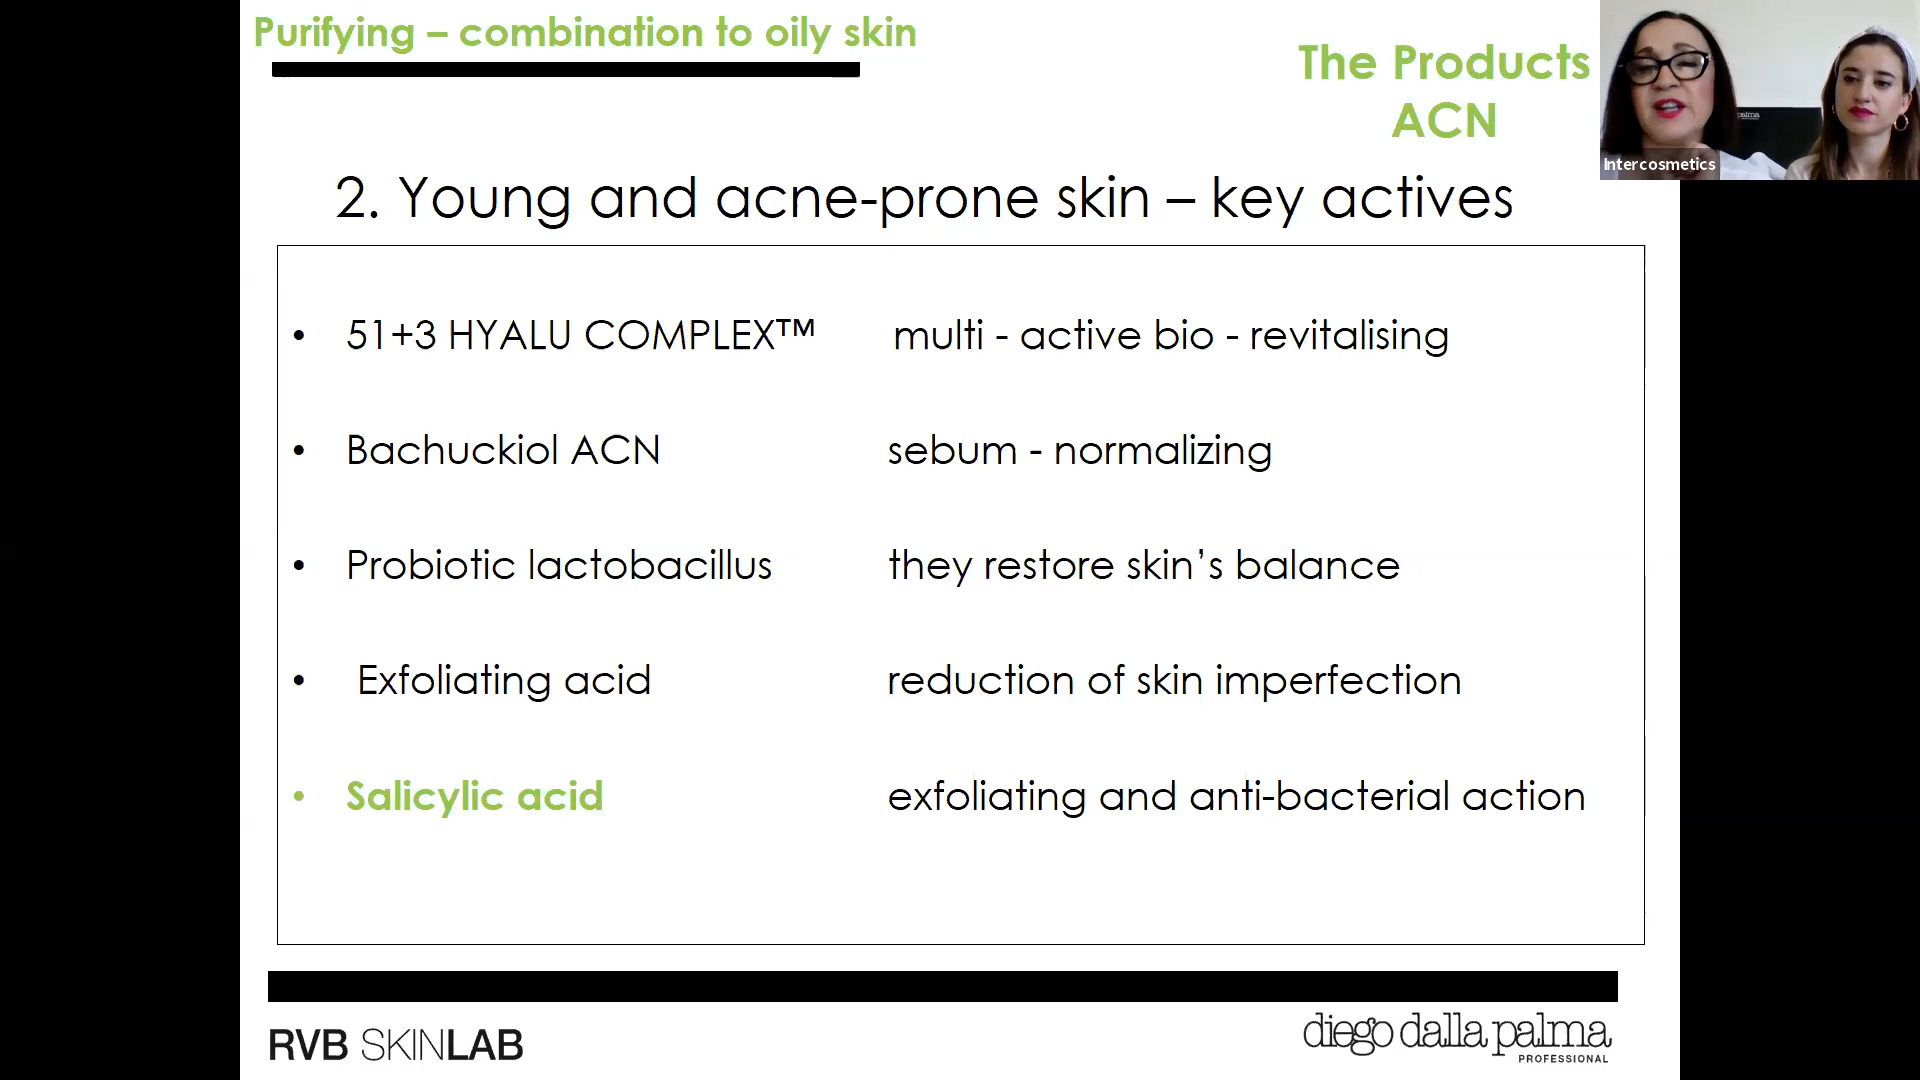 Purifying – combination to oily skin
The Products
ACN
palma
Intercosmetics
2. Young and acne-prone skin – key actives
• 51+3 HYALU COMPLEX™ multi - active bio - revitalising
• Bachuckiol ACN sebum - normalizing
• Probiotic lactobacillus they restore skin’s balance
• Exfoliating acid reduction of skin imperfection
• Salicylic acid exfoliating and anti-bacterial action
RVB SKINLAB
diego dalla palma
PROFESSIONAL